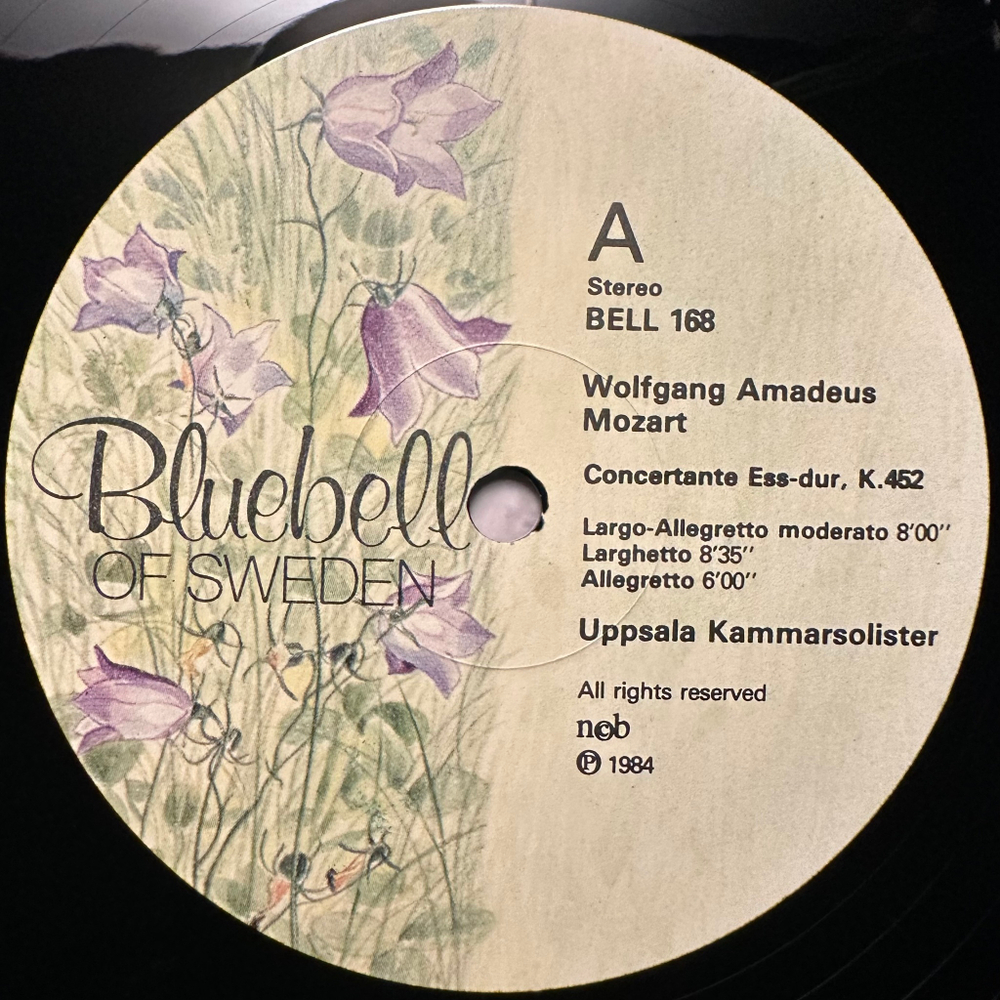 Bluebell
OF SWEDEN
A
Stereo
BELL 168
Wolfgang Amadeus
Mozart
Concertante Ess-dur, K.452
Largo-Allegretto moderato 8'00''
Larghetto 8'35''
Allegretto 6'00''
Uppsala Kammarsolister
All rights reserved
ncb
℗ 1984